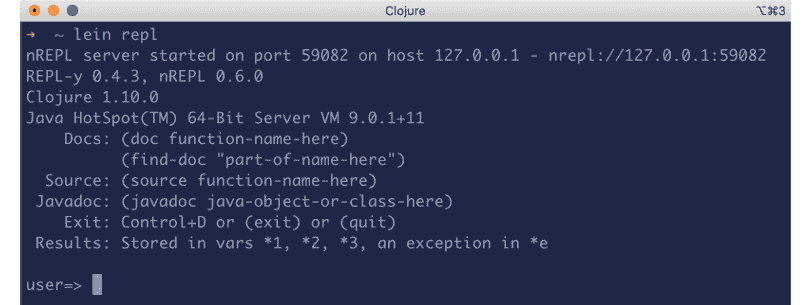 Clojure
⌥⌘3
→ ~ lein repl
nREPL server started on port 59082 on host 127.0.0.1 - nrepl://127.0.0.1:59082
REPL-y 0.4.3, nREPL 0.6.0
Clojure 1.10.0
Java HotSpot(TM) 64-Bit Server VM 9.0.1+11
    Docs: (doc function-name-here)
          (find-doc "part-of-name-here")
  Source: (source function-name-here)
 Javadoc: (javadoc java-object-or-class-here)
    Exit: Control+D or (exit) or (quit)
 Results: Stored in vars *1, *2, *3, an exception in *e
user=>